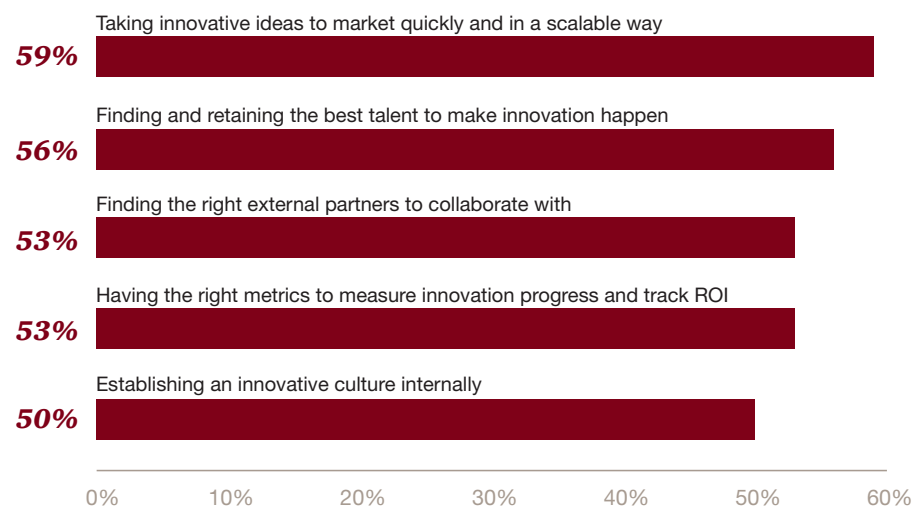 Taking innovative ideas to market quickly and in a scalable way
59%
Finding and retaining the best talent to make innovation happen
56%
Finding the right external partners to collaborate with
53%
Having the right metrics to measure innovation progress and track ROI
53%
Establishing an innovative culture internally
50%
0% 10% 20% 30% 40% 50% 60%